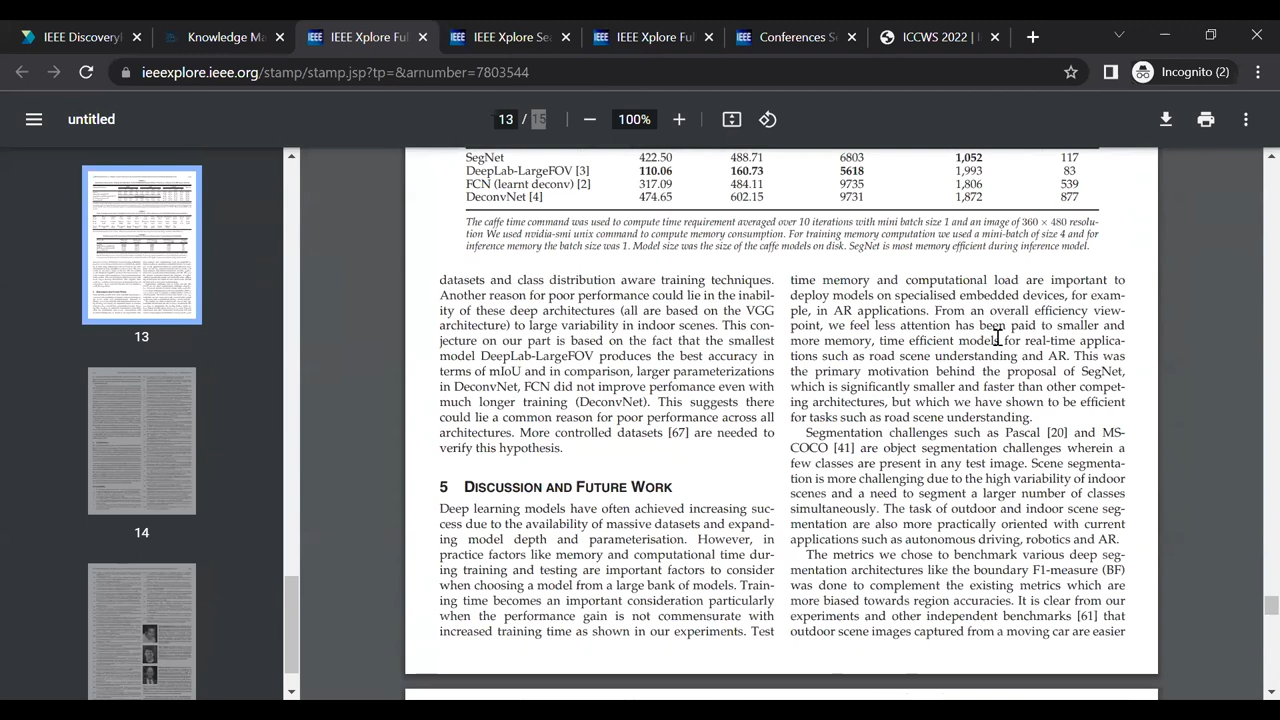 IEEE Discovery
Knowledge Ma
IEEE Xplore Ful
IEEE Xplore Sea
IEEE Xplore Ful
Conferences So
ICCWS 2022 | I
ieeexplore.ieee.org/stamp/stamp.jsp?tp=&arnumber=7803544
Incognito (2)
untitled
13 / 15
100%
13
14
SegNet 422.50 488.71 6803 1,052 117
DeepLab-LargeFOV [3] 110.06 160.73 5618 1,993 83
FCN (learnt deconv) [2] 317.09 484.11 9735 1,806 539
DeconvNet [4] 474.65 602.15 9731 1,872 877
The caffe time command was used to compute time requirement averaged over 10 iterations with mini batch size 1 and an image of 360 x 480 resolu-
tion We used nvidia-smi unix command to compute memory consumption. For training memory computation we used a mini-batch of size 4 and for
inference memory the batch size was 1. Model size was the size of the caffe models on disk. SegNet is most memory efficient during inference model.
datasets and or similar or more training techniques.
Another reason for poor performance could lie in the inabil-
ity of these deep architectures (all are based on the VGG
architecture) to large variability in indoor scenes. This con-
jecture on our part is based on the fact that the smallest
model DeepLab-LargeFOV produces the best accuracy in
terms of mIoU and in comparison, larger parameterizations
in DeconvNet, FCN did not improve perfomance even with
much longer training (DeconvNet). This suggests there
could lie a common reason for poor performance across all
architectures. More controlled datasets [67] are needed to
verify this hypothesis.
5 DISCUSSION AND FUTURE WORK
Deep learning models have often achieved increasing suc-
cess due to the availability of massive datasets and expand-
ing model depth and parameterisation. However, in
practice factors like memory and computational time dur-
ing training and testing are important factors to consider
when choosing a model from a large bank of models. Train-
ing time becomes an important consideration particularly
when the performance gain is not commensurate with
increased training time as shown in our experiments. Test
time memory and computational load are important to
deploy models on specialised embedded devices, for exam-
ple, in AR applications. From an overall efficiency view-
point, we feel less attention has been paid to smaller and
more memory, time efficient models for real-time applica-
tions such as road scene understanding and AR. This was
the primary motivation behind the proposal of SegNet,
which is significantly smaller and faster than other compet-
ing architectures, but which we have shown to be efficient
for tasks such as road scene understanding.
Segmentation challenges such as Pascal [20] and MS-
COCO [41] are object segmentation challenges wherein a
few classes are present in any test image. Scene segmenta-
tion is more challenging due to the high variability of indoor
scenes and a need to segment a larger number of classes
simultaneously. The task of outdoor and indoor scene seg-
mentation are also more practically oriented with current
applications such as autonomous driving, robotics and AR.
The metrics we chose to benchmark various deep seg-
mentation architectures like the boundary F1-measure (BF)
was done to complement the existing metrics which are
more biased towards region accuracies. It is clear from our
experiments and other independent benchmarks [61] that
outdoor scene images captured from a moving car are easier